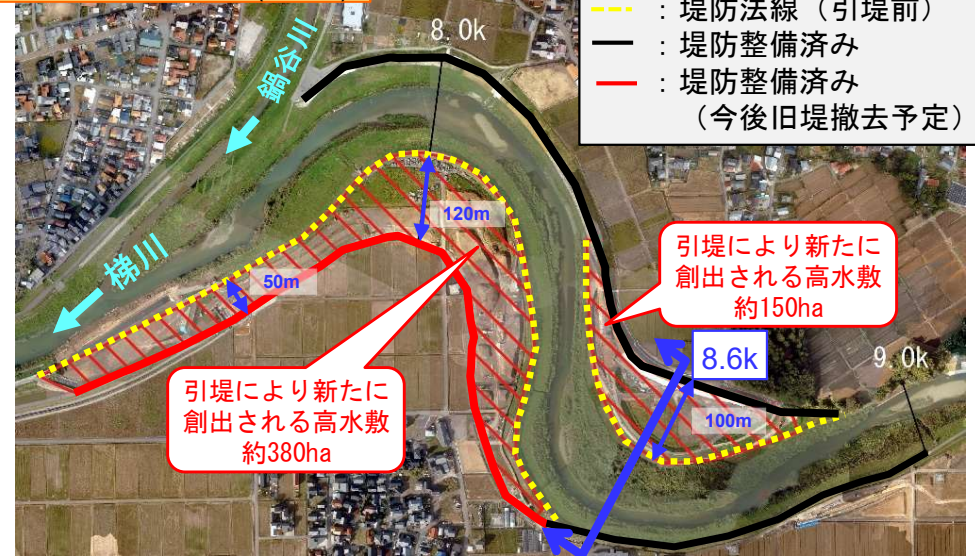 堤防法線（引堤前）
：堤防整備済み
：堤防整備済み
（今後旧堤撤去予定）
8.0k
鍋谷川
120m
梯川
50m
引堤により新たに
創出される高水敷
約150ha
8.6k
9.0k
引堤により新たに
創出される高水敷
約380ha
100m